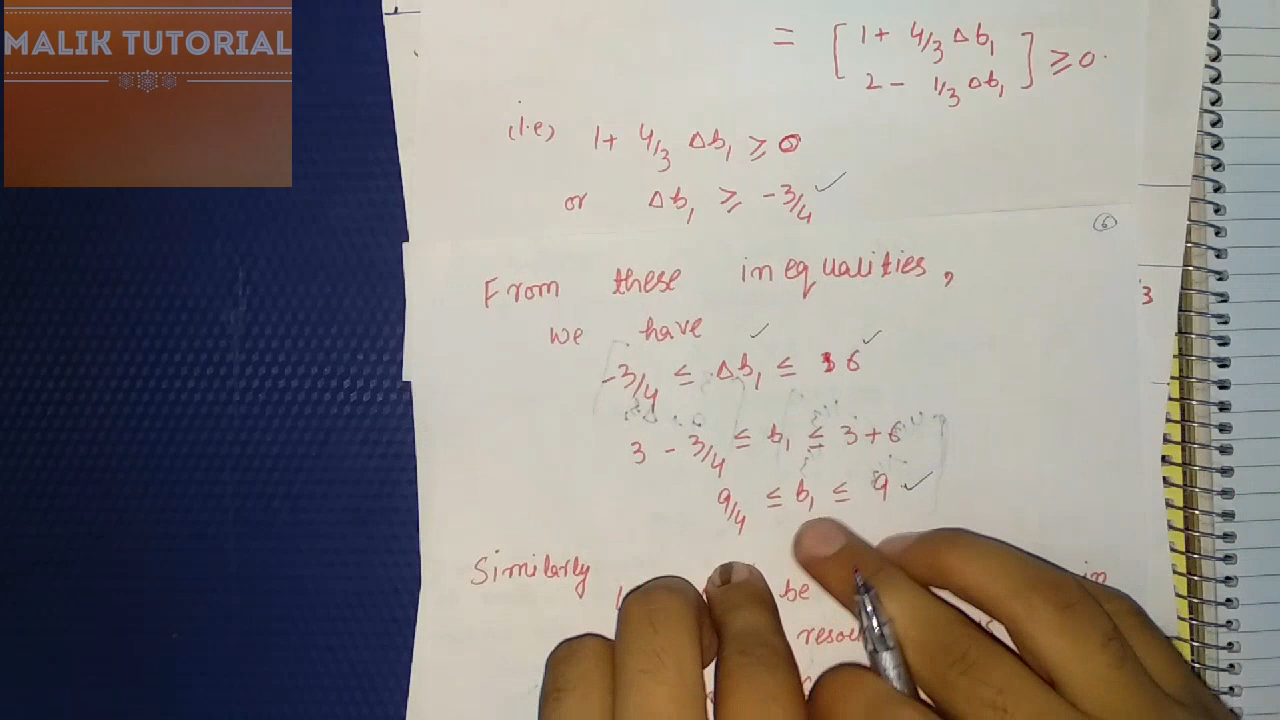 MALIK TUTORIAL
= [ 1 + 4/3 Δb₁
2 - 1/3 Δb₁ ] ≥ 0.
(i.e) 1 + 4/3 Δb₁ ≥ 0
or Δb₁ ≥ -3/4 ✓
6
From these inequalities,
3
we have
-3/4 ≤ Δb₁ ≤ 6
3 - 3/4 ≤ b₁ ≤ 3 + 6
9/4 ≤ b₁ ≤ 9 ✓
Similarly
be in